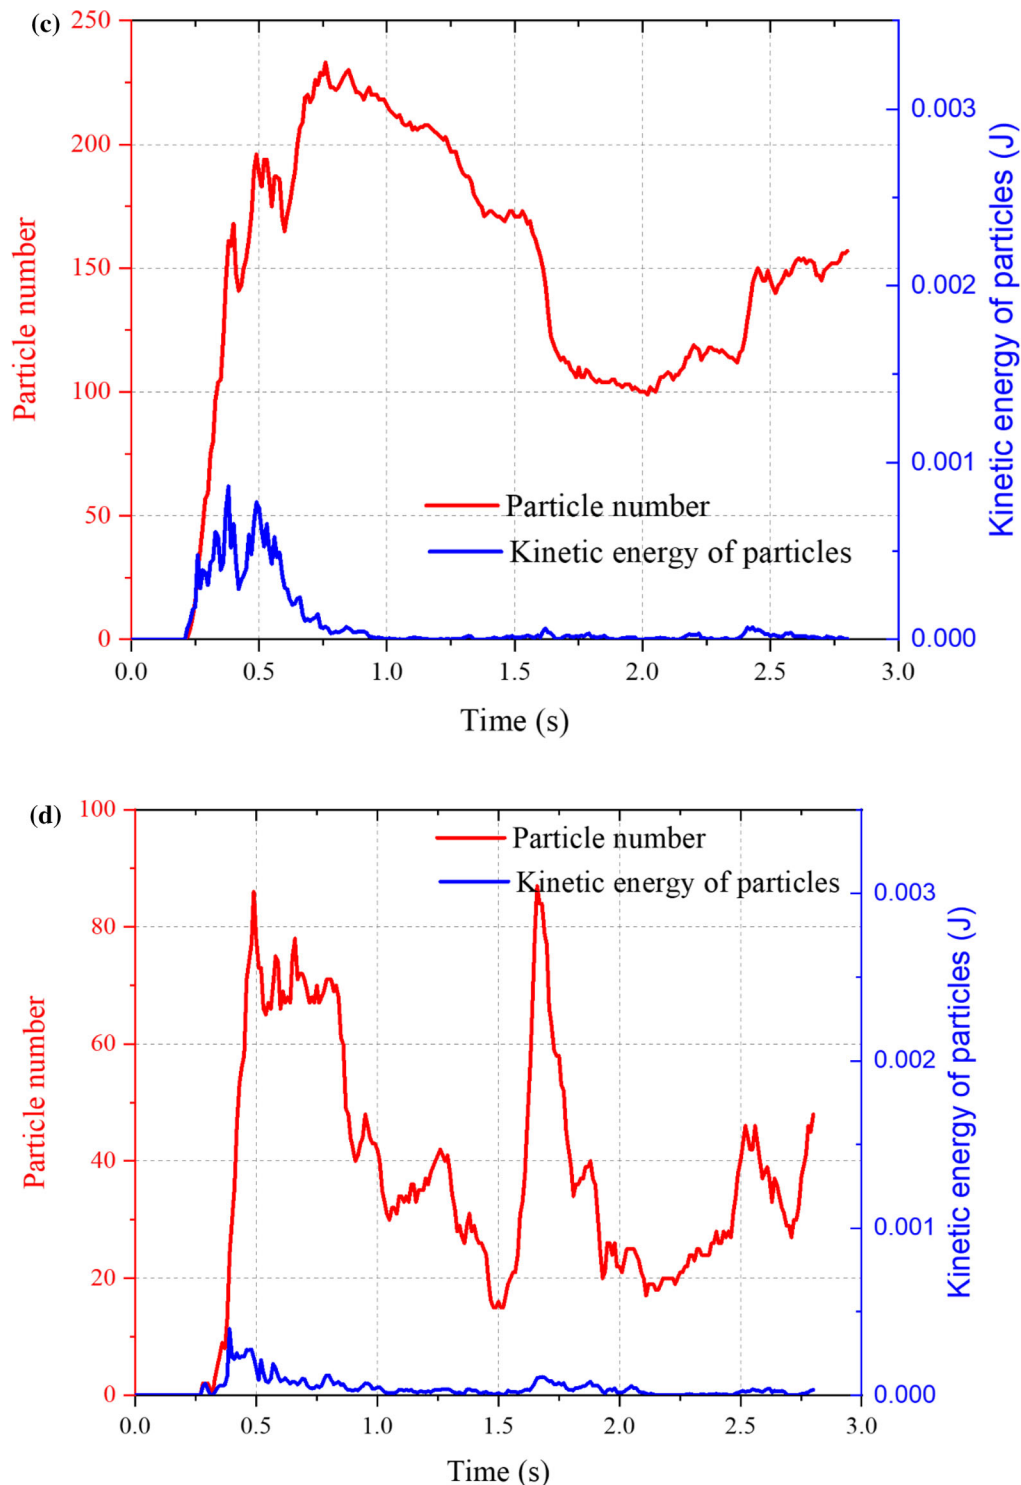 (c)
250
200
150
100
50
0
Particle number
0.003
0.002
0.001
0.000
Kinetic energy of particles (J)
Particle number
Kinetic energy of particles
0.0 0.5 1.0 1.5 2.0 2.5 3.0
Time (s)
(d)
100
80
60
40
20
0
Particle number
0.003
0.002
0.001
0.000
Kinetic energy of particles (J)
Particle number
Kinetic energy of particles
0.0 0.5 1.0 1.5 2.0 2.5 3.0
Time (s)